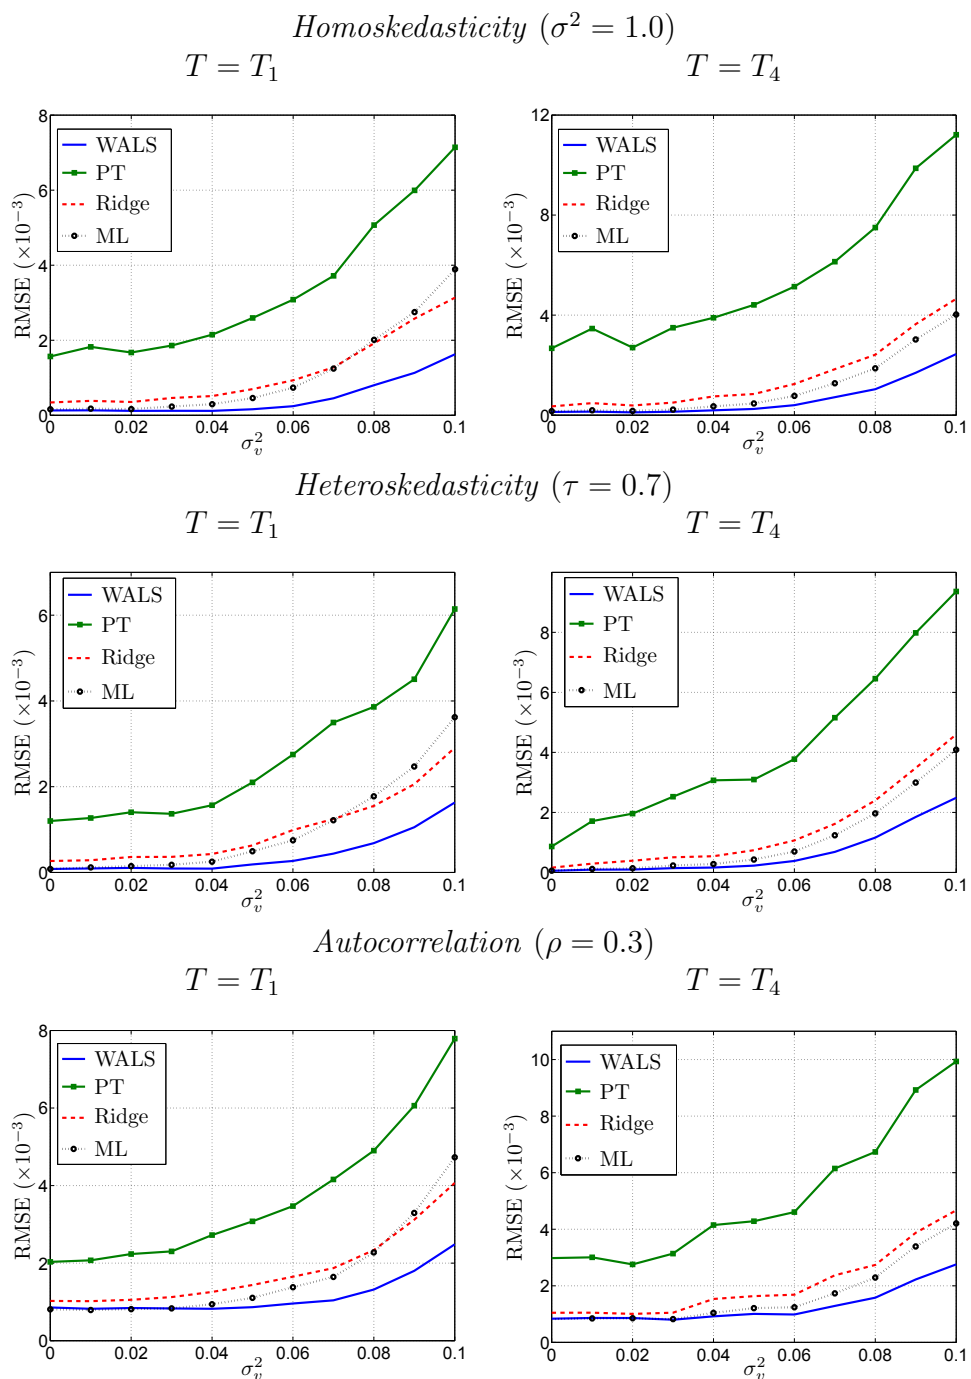 Homoskedasticity (σ² = 1.0)
T = T₁
T = T₄
RMSE (×10⁻³)
8
6
4
2
0
WALS
PT
Ridge
ML
0 0.02 0.04 0.06 0.08 0.1
σᵥ²
RMSE (×10⁻³)
12
8
4
0
WALS
PT
Ridge
ML
0 0.02 0.04 0.06 0.08 0.1
σᵥ²
Heteroskedasticity (τ = 0.7)
T = T₁
T = T₄
RMSE (×10⁻³)
6
4
2
0
WALS
PT
Ridge
ML
0 0.02 0.04 0.06 0.08 0.1
σᵥ²
RMSE (×10⁻³)
8
6
4
2
0
WALS
PT
Ridge
ML
0 0.02 0.04 0.06 0.08 0.1
σᵥ²
Autocorrelation (ρ = 0.3)
T = T₁
T = T₄
RMSE (×10⁻³)
8
6
4
2
0
WALS
PT
Ridge
ML
0 0.02 0.04 0.06 0.08 0.1
σᵥ²
RMSE (×10⁻³)
10
8
6
4
2
0
WALS
PT
Ridge
ML
0 0.02 0.04 0.06 0.08 0.1
σᵥ²